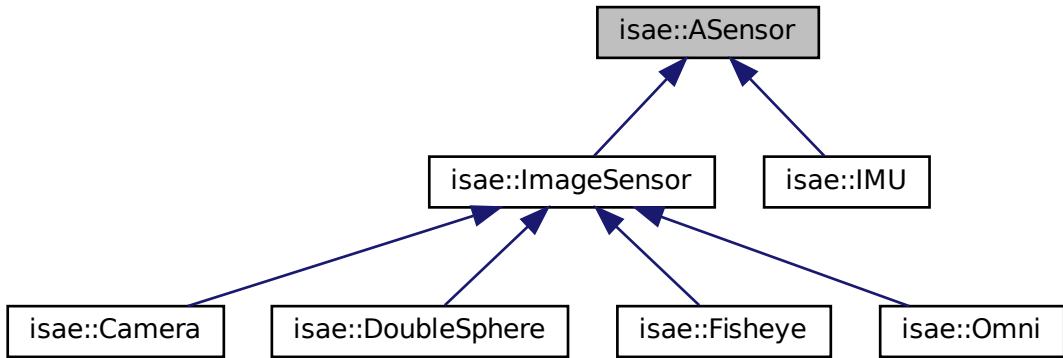 isae::ASensor
isae::ImageSensor
isae::IMU
isae::Camera
isae::DoubleSphere
isae::Fisheye
isae::Omni